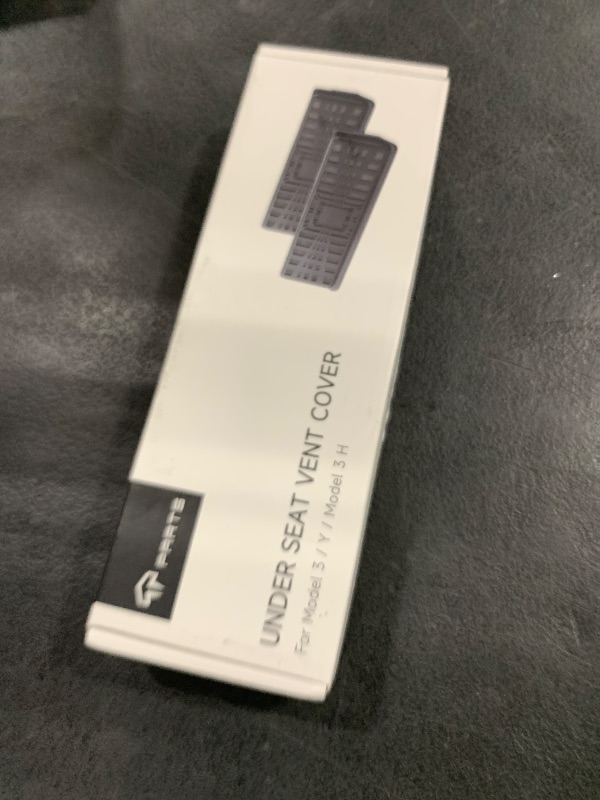 UNDER SEAT VENT COVER
For Model 3 / Y / Model 3 H
PARTS